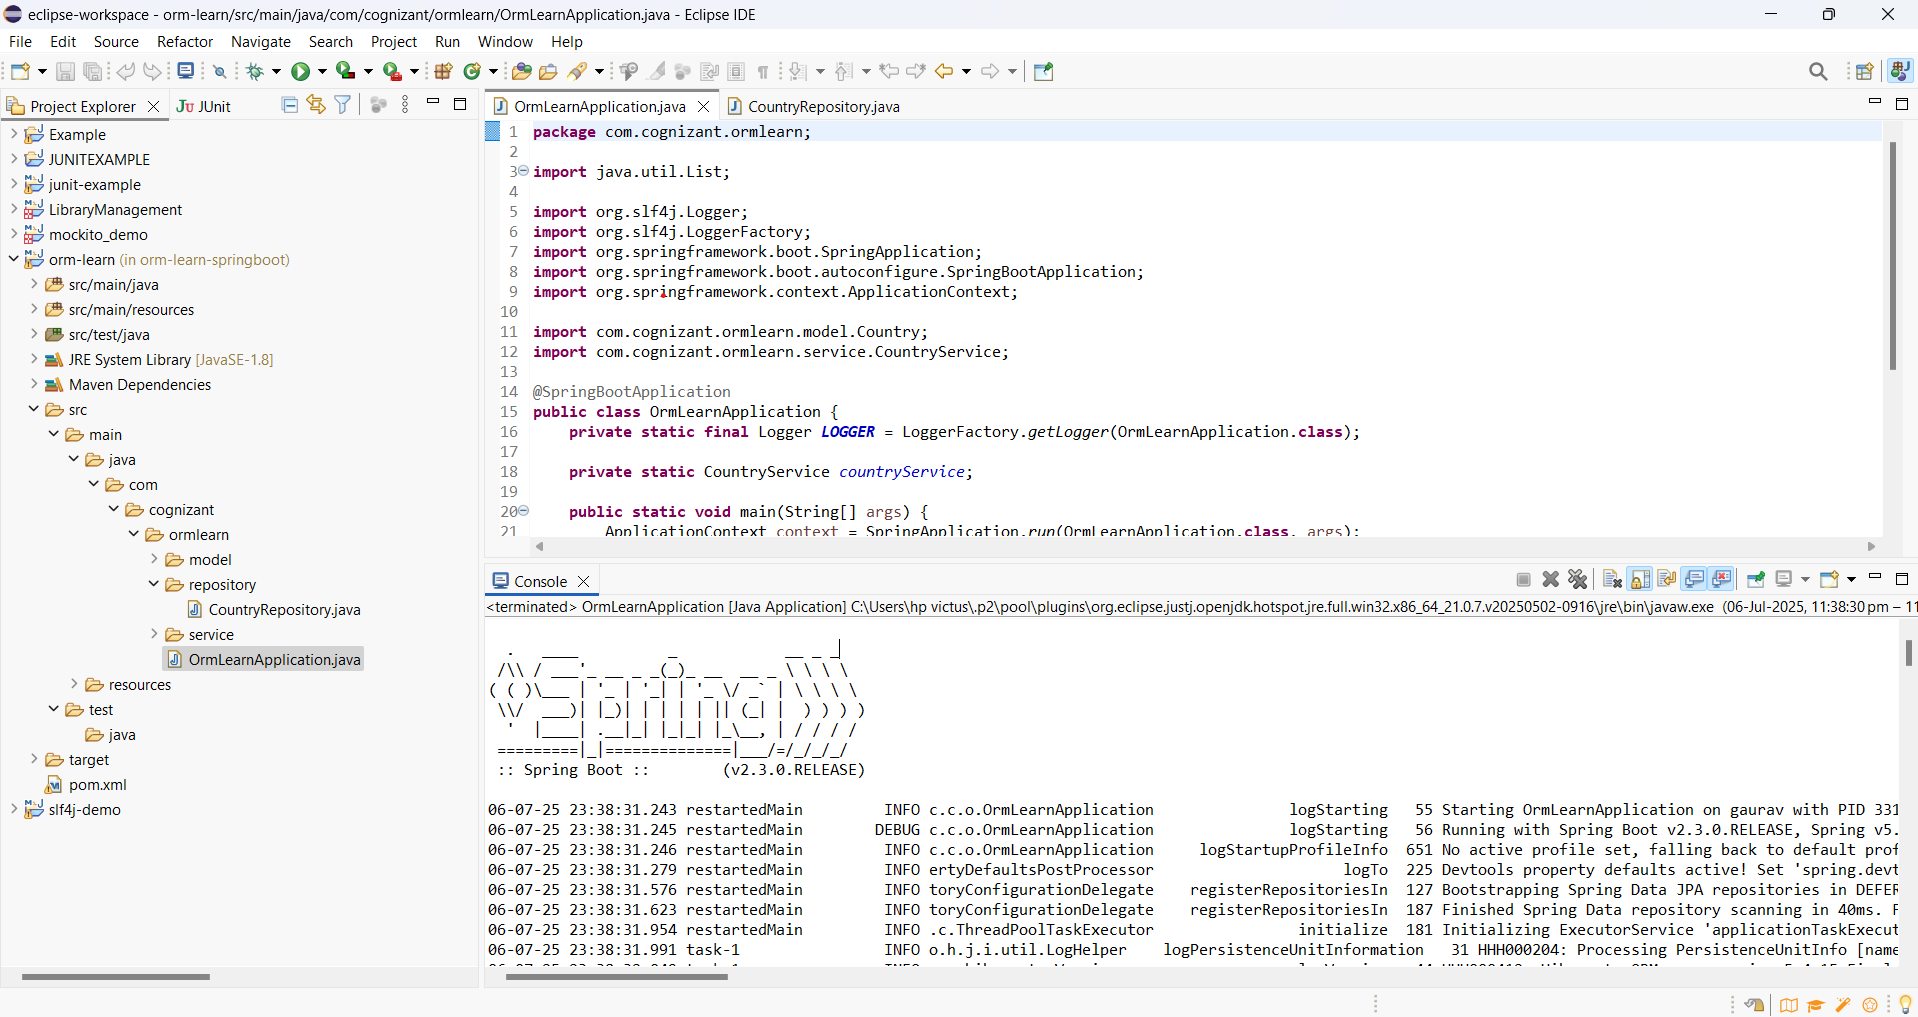 eclipse-workspace - orm-learn/src/main/java/com/cognizant/ormlearn/OrmLearnApplication.java - Eclipse IDE
File Edit Source Refactor Navigate Search Project Run Window Help
Project Explorer
JUnit
Example
JUNITEXAMPLE
junit-example
LibraryManagement
mockito_demo
orm-learn (in orm-learn-springboot)
src/main/java
src/main/resources
src/test/java
JRE System Library [JavaSE-1.8]
Maven Dependencies
src
main
java
com
cognizant
ormlearn
model
repository
CountryRepository.java
service
OrmLearnApplication.java
resources
test
java
target
pom.xml
slf4j-demo
OrmLearnApplication.java
CountryRepository.java
1 package com.cognizant.ormlearn;
2
3 import java.util.List;
4
5 import org.slf4j.Logger;
6 import org.slf4j.LoggerFactory;
7 import org.springframework.boot.SpringApplication;
8 import org.springframework.boot.autoconfigure.SpringBootApplication;
9 import org.springframework.context.ApplicationContext;
10
11 import com.cognizant.ormlearn.model.Country;
12 import com.cognizant.ormlearn.service.CountryService;
13
14 @SpringBootApplication
15 public class OrmLearnApplication {
16 private static final Logger LOGGER = LoggerFactory.getLogger(OrmLearnApplication.class);
17
18 private static CountryService countryService;
19
20 public static void main(String[] args) {
21 ApplicationContext context = SpringApplication.run(OrmLearnApplication.class, args);
Console
<terminated> OrmLearnApplication [Java Application] C:\Users\hp victus\.p2\pool\plugins\org.eclipse.justj.openjdk.hotspot.jre.full.win32.x86_64_21.0.7.v20250502-0916\jre\bin\javaw.exe (06-Jul-2025, 11:38:30 pm – 11
Spring
:: Spring Boot :: (v2.3.0.RELEASE)
06-07-25 23:38:31.243 restartedMain INFO c.c.o.OrmLearnApplication logStarting 55 Starting OrmLearnApplication on gaurav with PID 331
06-07-25 23:38:31.245 restartedMain DEBUG c.c.o.OrmLearnApplication logStarting 56 Running with Spring Boot v2.3.0.RELEASE, Spring v5.
06-07-25 23:38:31.246 restartedMain INFO c.c.o.OrmLearnApplication logStartupProfileInfo 651 No active profile set, falling back to default prof
06-07-25 23:38:31.279 restartedMain INFO ertyDefaultsPostProcessor logTo 225 Devtools property defaults active! Set 'spring.devt
06-07-25 23:38:31.576 restartedMain INFO toryConfigurationDelegate registerRepositoriesIn 127 Bootstrapping Spring Data JPA repositories in DEFER
06-07-25 23:38:31.623 restartedMain INFO toryConfigurationDelegate registerRepositoriesIn 187 Finished Spring Data repository scanning in 40ms. F
06-07-25 23:38:31.954 restartedMain INFO .c.ThreadPoolTaskExecutor initialize 181 Initializing ExecutorService 'applicationTaskExecut
06-07-25 23:38:31.991 task-1 INFO o.h.j.i.util.LogHelper logPersistenceUnitInformation 31 HHH000204: Processing PersistenceUnitInfo [name